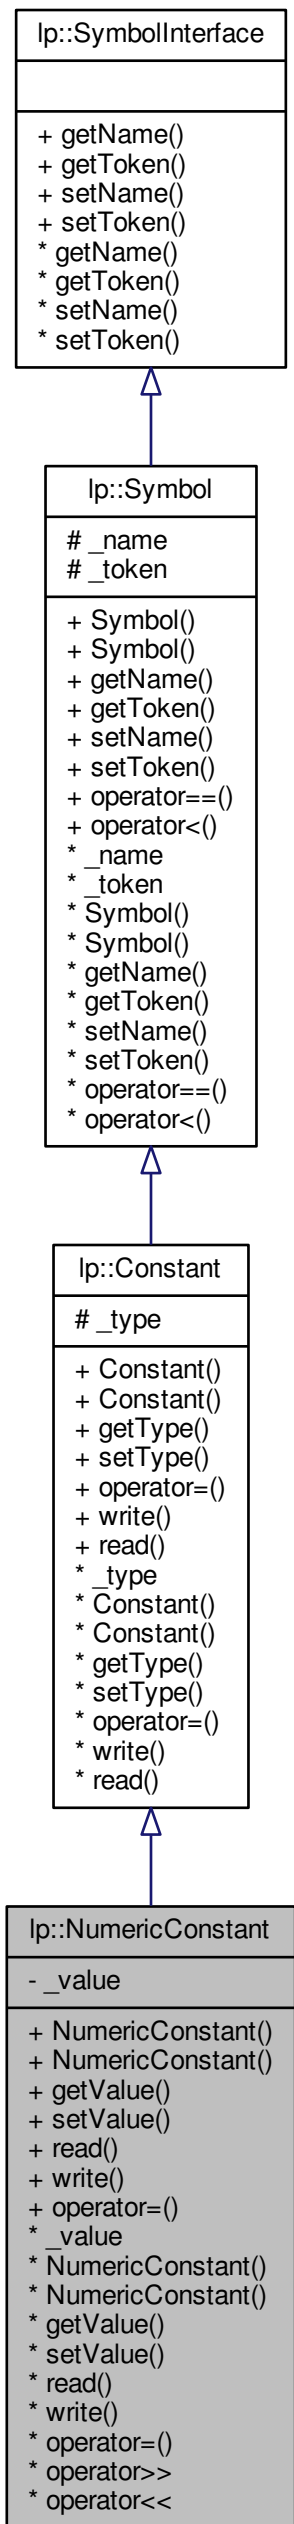 lp::SymbolInterface
+ getName()
+ getToken()
+ setName()
+ setToken()
* getName()
* getToken()
* setName()
* setToken()
lp::Symbol
# _name
# _token
+ Symbol()
+ Symbol()
+ getName()
+ getToken()
+ setName()
+ setToken()
+ operator==()
+ operator<()
* _name
* _token
* Symbol()
* Symbol()
* getName()
* getToken()
* setName()
* setToken()
* operator==()
* operator<()
lp::Constant
# _type
+ Constant()
+ Constant()
+ getType()
+ setType()
+ operator=()
+ write()
+ read()
* _type
* Constant()
* Constant()
* getType()
* setType()
* operator=()
* write()
* read()
lp::NumericConstant
- _value
+ NumericConstant()
+ NumericConstant()
+ getValue()
+ setValue()
+ read()
+ write()
+ operator=()
* _value
* NumericConstant()
* NumericConstant()
* getValue()
* setValue()
* read()
* write()
* operator=()
* operator>>
* operator<<